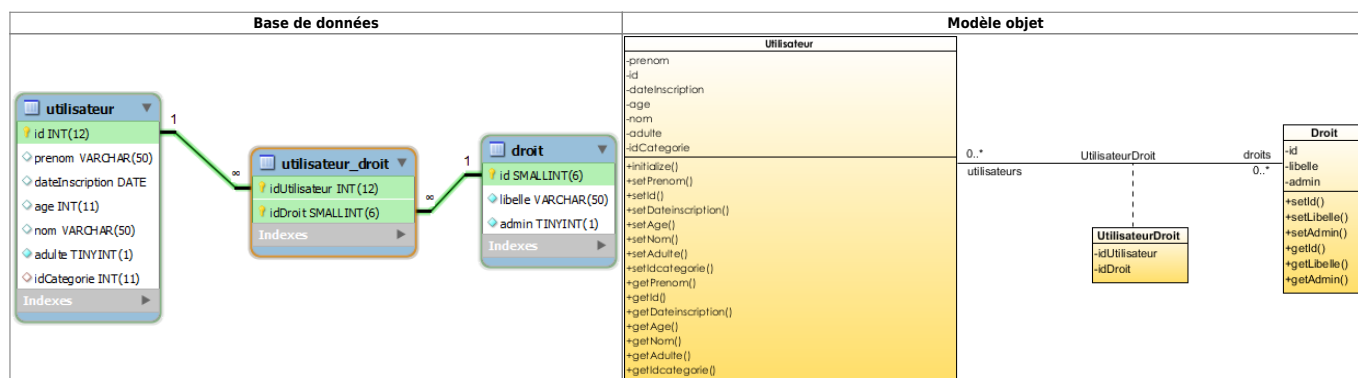 Base de données
Modèle objet
utilisateur
id INT(12)
prenom VARCHAR(50)
dateInscription DATE
age INT(11)
nom VARCHAR(50)
adulte TINYINT(1)
idCategorie INT(11)
Indexes
1
∞
utilisateur_droit
idUtilisateur INT(12)
idDroit SMALLINT(6)
Indexes
1
∞
droit
id SMALLINT(6)
libelle VARCHAR(50)
admin TINYINT(1)
Indexes
Utilisateur
-prenom
-id
-dateInscription
-age
-nom
-adulte
-idCategorie
+initialize()
+setPrenom()
+setId()
+setDateinscription()
+setAge()
+setNom()
+setAdulte()
+setIdcategorie()
+getPrenom()
+getId()
+getDateinscription()
+getAge()
+getNom()
+getAdulte()
+getIdcategorie()
0..*
utilisateurs
UtilisateurDroit
droits
0..*
UtilisateurDroit
-idUtilisateur
-idDroit
Droit
-id
-libelle
-admin
+setId()
+setLibelle()
+setAdmin()
+getId()
+getLibelle()
+getAdmin()